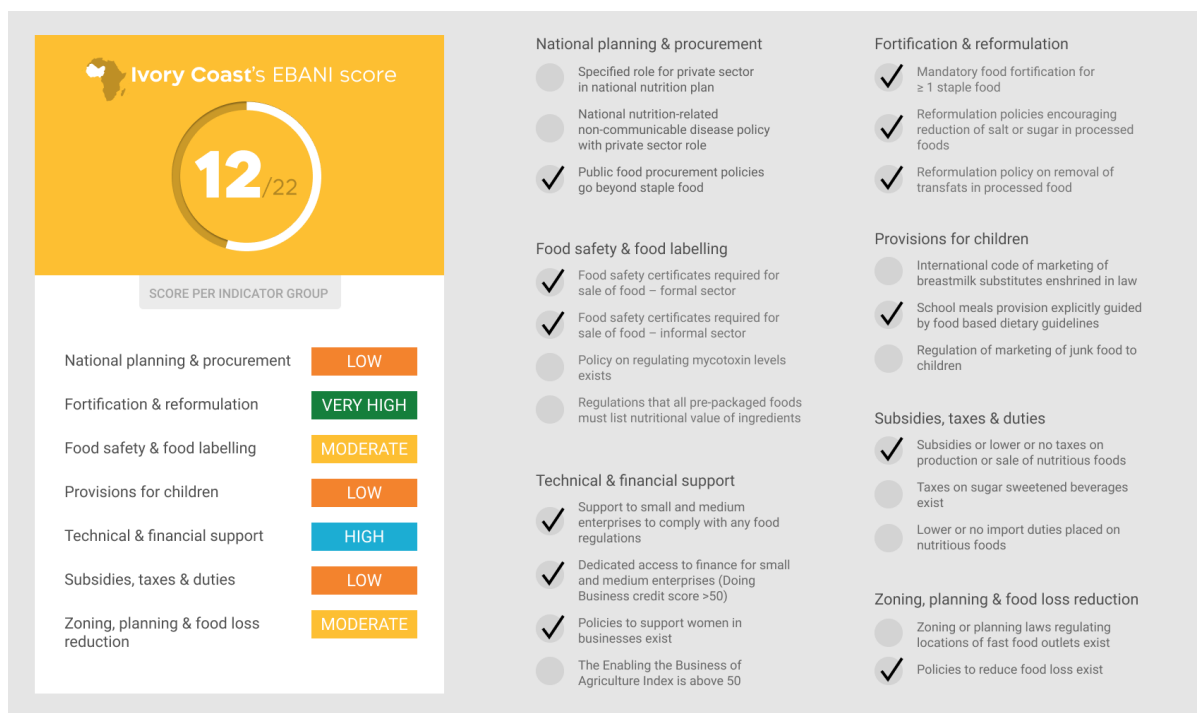 Ivory Coast's EBANI score
12/22
SCORE PER INDICATOR GROUP
National planning & procurement LOW
Fortification & reformulation VERY HIGH
Food safety & food labelling MODERATE
Provisions for children LOW
Technical & financial support HIGH
Subsidies, taxes & duties LOW
Zoning, planning & food loss
reduction
MODERATE
National planning & procurement
Specified role for private sector
in national nutrition plan
National nutrition-related
non-communicable disease policy
with private sector role
Public food procurement policies
go beyond staple food
Food safety & food labelling
Food safety certificates required for
sale of food – formal sector
Food safety certificates required for
sale of food – informal sector
Policy on regulating mycotoxin levels
exists
Regulations that all pre-packaged foods
must list nutritional value of ingredients
Technical & financial support
Support to small and medium
enterprises to comply with any food
regulations
Dedicated access to finance for small
and medium enterprises (Doing
Business credit score >50)
Policies to support women in
businesses exist
The Enabling the Business of
Agriculture Index is above 50
Fortification & reformulation
Mandatory food fortification for
≥ 1 staple food
Reformulation policies encouraging
reduction of salt or sugar in processed
foods
Reformulation policy on removal of
transfats in processed food
Provisions for children
International code of marketing of
breastmilk substitutes enshrined in law
School meals provision explicitly guided
by food based dietary guidelines
Regulation of marketing of junk food to
children
Subsidies, taxes & duties
Subsidies or lower or no taxes on
production or sale of nutritious foods
Taxes on sugar sweetened beverages
exist
Lower or no import duties placed on
nutritious foods
Zoning, planning & food loss reduction
Zoning or planning laws regulating
locations of fast food outlets exist
Policies to reduce food loss exist